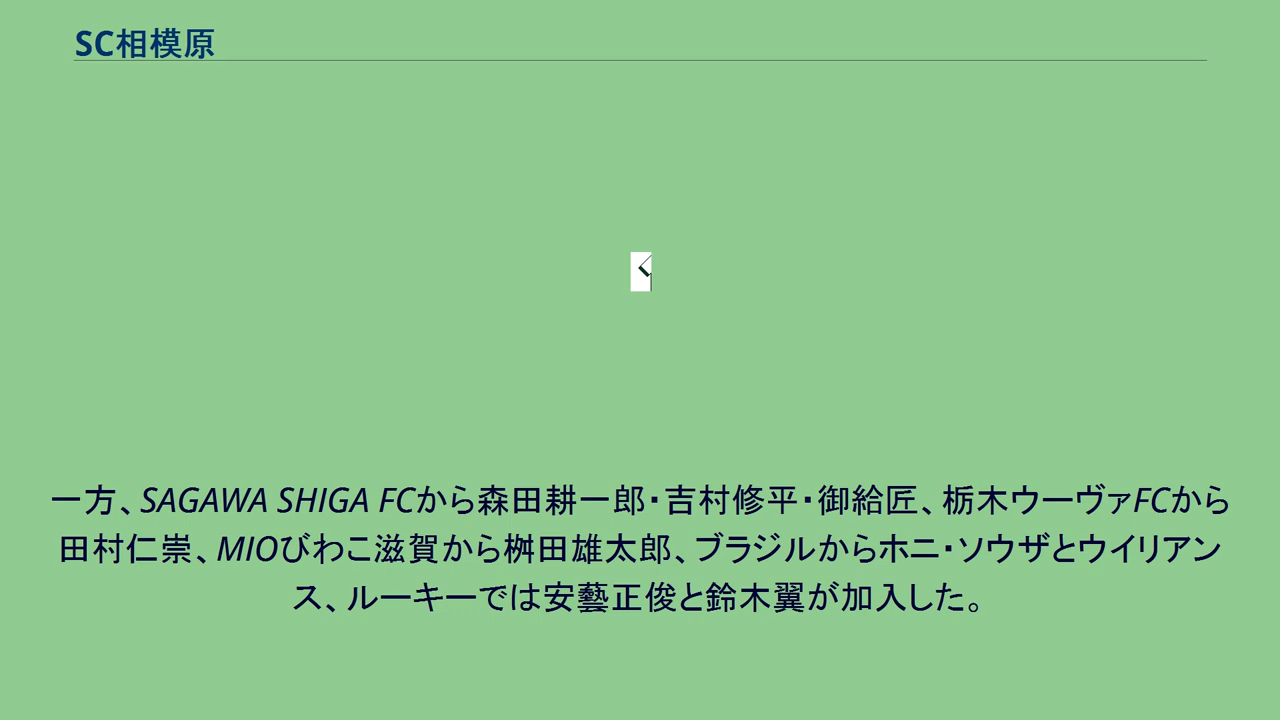 SC相模原
一方、SAGAWA SHIGA FCから森田耕一郎・吉村修平・御給匠、栃木ウーヴァFCから
田村仁崇、MIOびわこ滋賀から桝田雄太郎、ブラジルからホニ・ソウザとウイリアン
ス、ルーキーでは安藝正俊と鈴木翼が加入した。